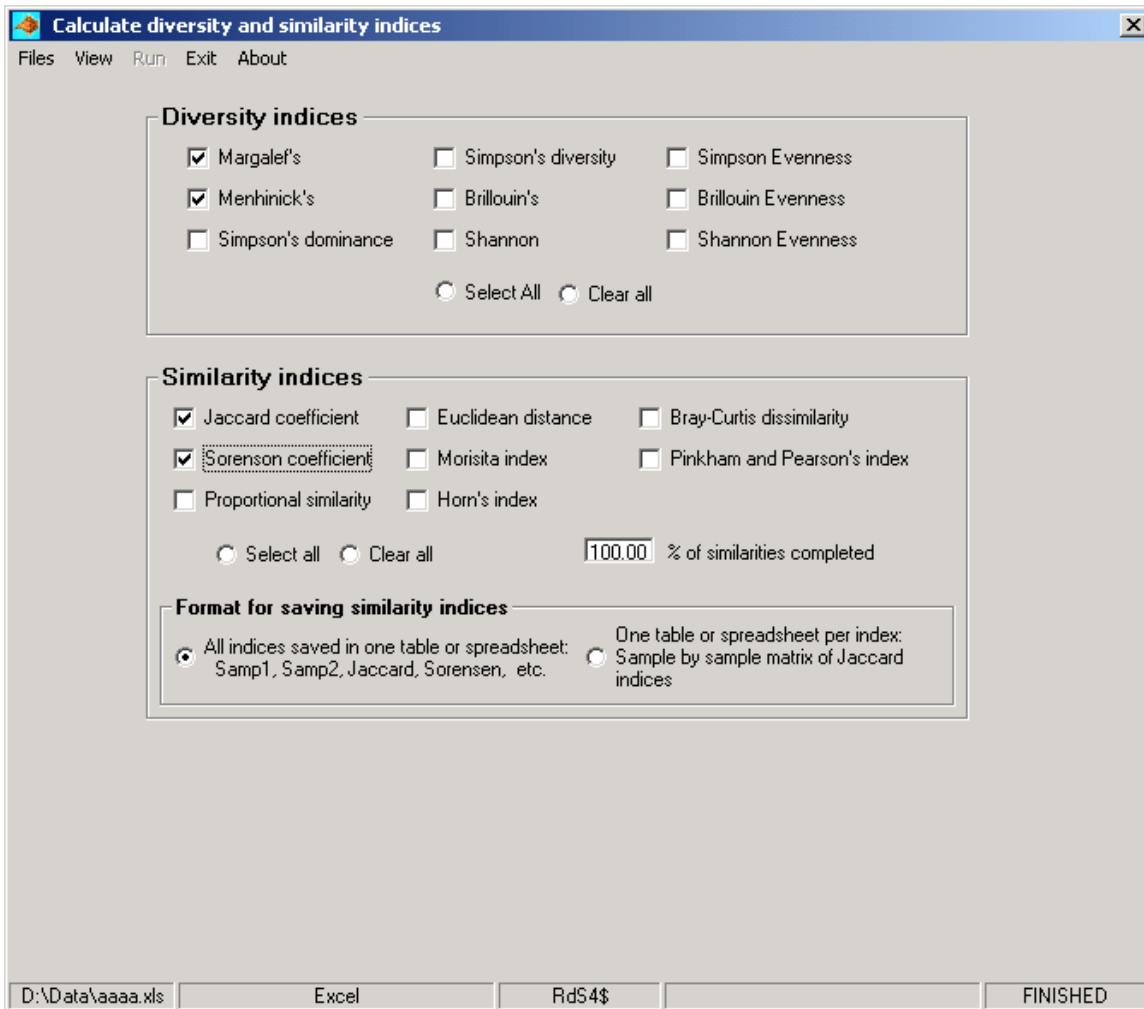 Calculate diversity and similarity indices
Files View Run Exit About
Diversity indices
Margalef's Simpson's diversity Simpson Evenness
Menhinick's Brillouin's Brillouin Evenness
Simpson's dominance Shannon Shannon Evenness
Select All Clear all
Similarity indices
Jaccard coefficient Euclidean distance Bray-Curtis dissimilarity
Sorenson coefficient Morisita index Pinkham and Pearson's index
Proportional similarity Horn's index
Select all Clear all 100.00 % of similarities completed
Format for saving similarity indices
All indices saved in one table or spreadsheet:
Samp1, Samp2, Jaccard, Sorensen, etc.
One table or spreadsheet per index:
Sample by sample matrix of Jaccard
indices
D:\Data\aaaa.xls Excel RdS4$ FINISHED